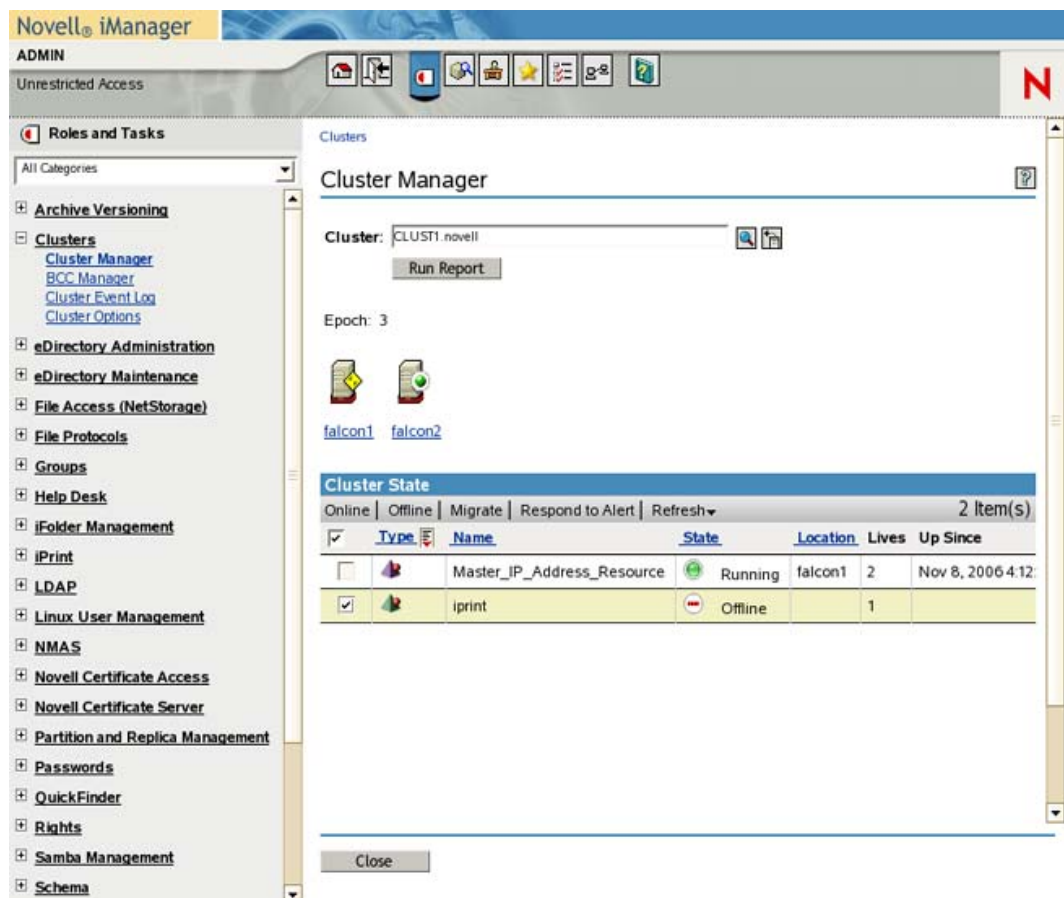 Novell® iManager
ADMIN
Unrestricted Access
N
Roles and Tasks
All Categories
Archive Versioning
Clusters
Cluster Manager
BCC Manager
Cluster Event Log
Cluster Options
eDirectory Administration
eDirectory Maintenance
File Access (NetStorage)
File Protocols
Groups
Help Desk
iFolder Management
iPrint
LDAP
Linux User Management
NMAS
Novell Certificate Access
Novell Certificate Server
Partition and Replica Management
Passwords
QuickFinder
Rights
Samba Management
Schema
Clusters
Cluster Manager
Cluster: CLUST1.novell
Run Report
Epoch: 3
falcon1 falcon2
Cluster State
Online | Offline | Migrate | Respond to Alert | Refresh 2 Item(s)
Type Name State Location Lives Up Since
Master_IP_Address_Resource Running falcon1 2 Nov 8, 2006 4:12:
iprint Offline 1
Close